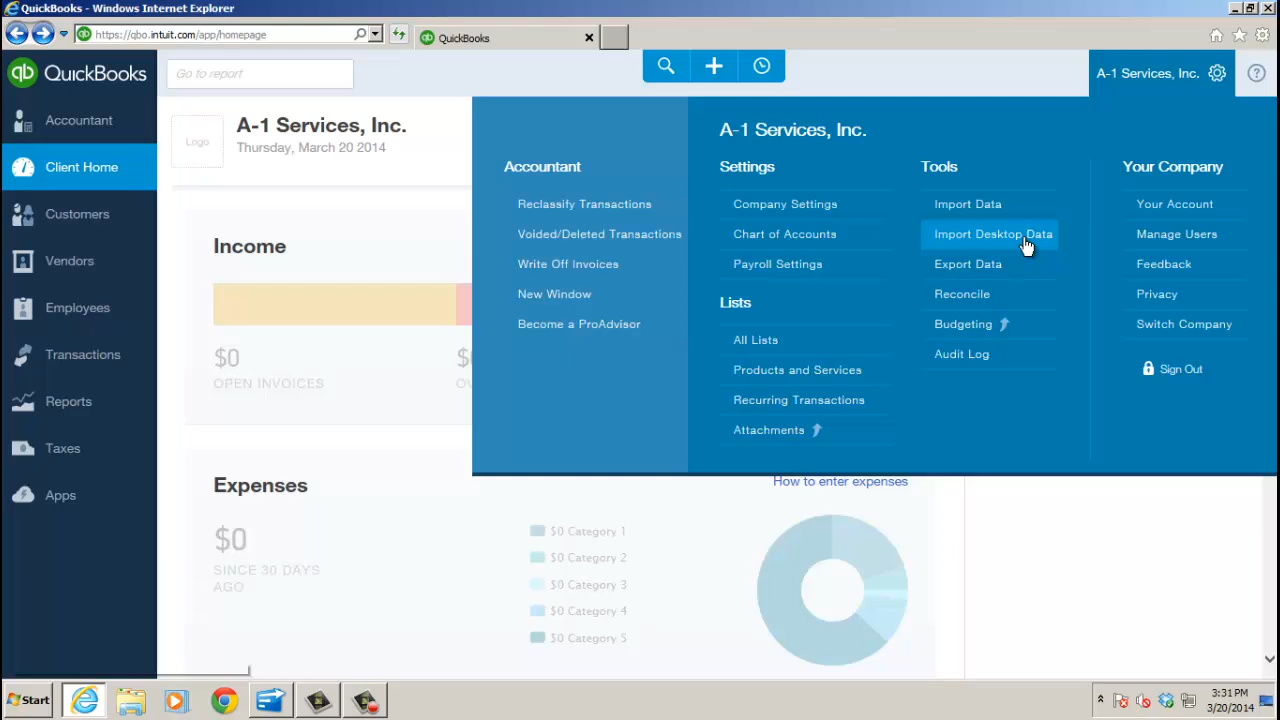 QuickBooks - Windows Internet Explorer
https://qbo.intuit.com/app/homepage
QuickBooks
qb QuickBooks
Go to report
A-1 Services, Inc.
Accountant
Client Home
Customers
Vendors
Employees
Transactions
Reports
Taxes
Apps
Logo
A-1 Services, Inc.
Thursday, March 20 2014
Income
$0
OPEN INVOICES
Expenses
How to enter expenses
$0
SINCE 30 DAYS
AGO
$0 Category 1
$0 Category 2
$0 Category 3
$0 Category 4
$0 Category 5
Accountant
Reclassify Transactions
Voided/Deleted Transactions
Write Off Invoices
New Window
Become a ProAdvisor
A-1 Services, Inc.
Settings
Company Settings
Chart of Accounts
Payroll Settings
Lists
All Lists
Products and Services
Recurring Transactions
Attachments
Tools
Import Data
Import Desktop Data
Export Data
Reconcile
Budgeting
Audit Log
Your Company
Your Account
Manage Users
Feedback
Privacy
Switch Company
Sign Out
Start
3:31 PM
3/20/2014